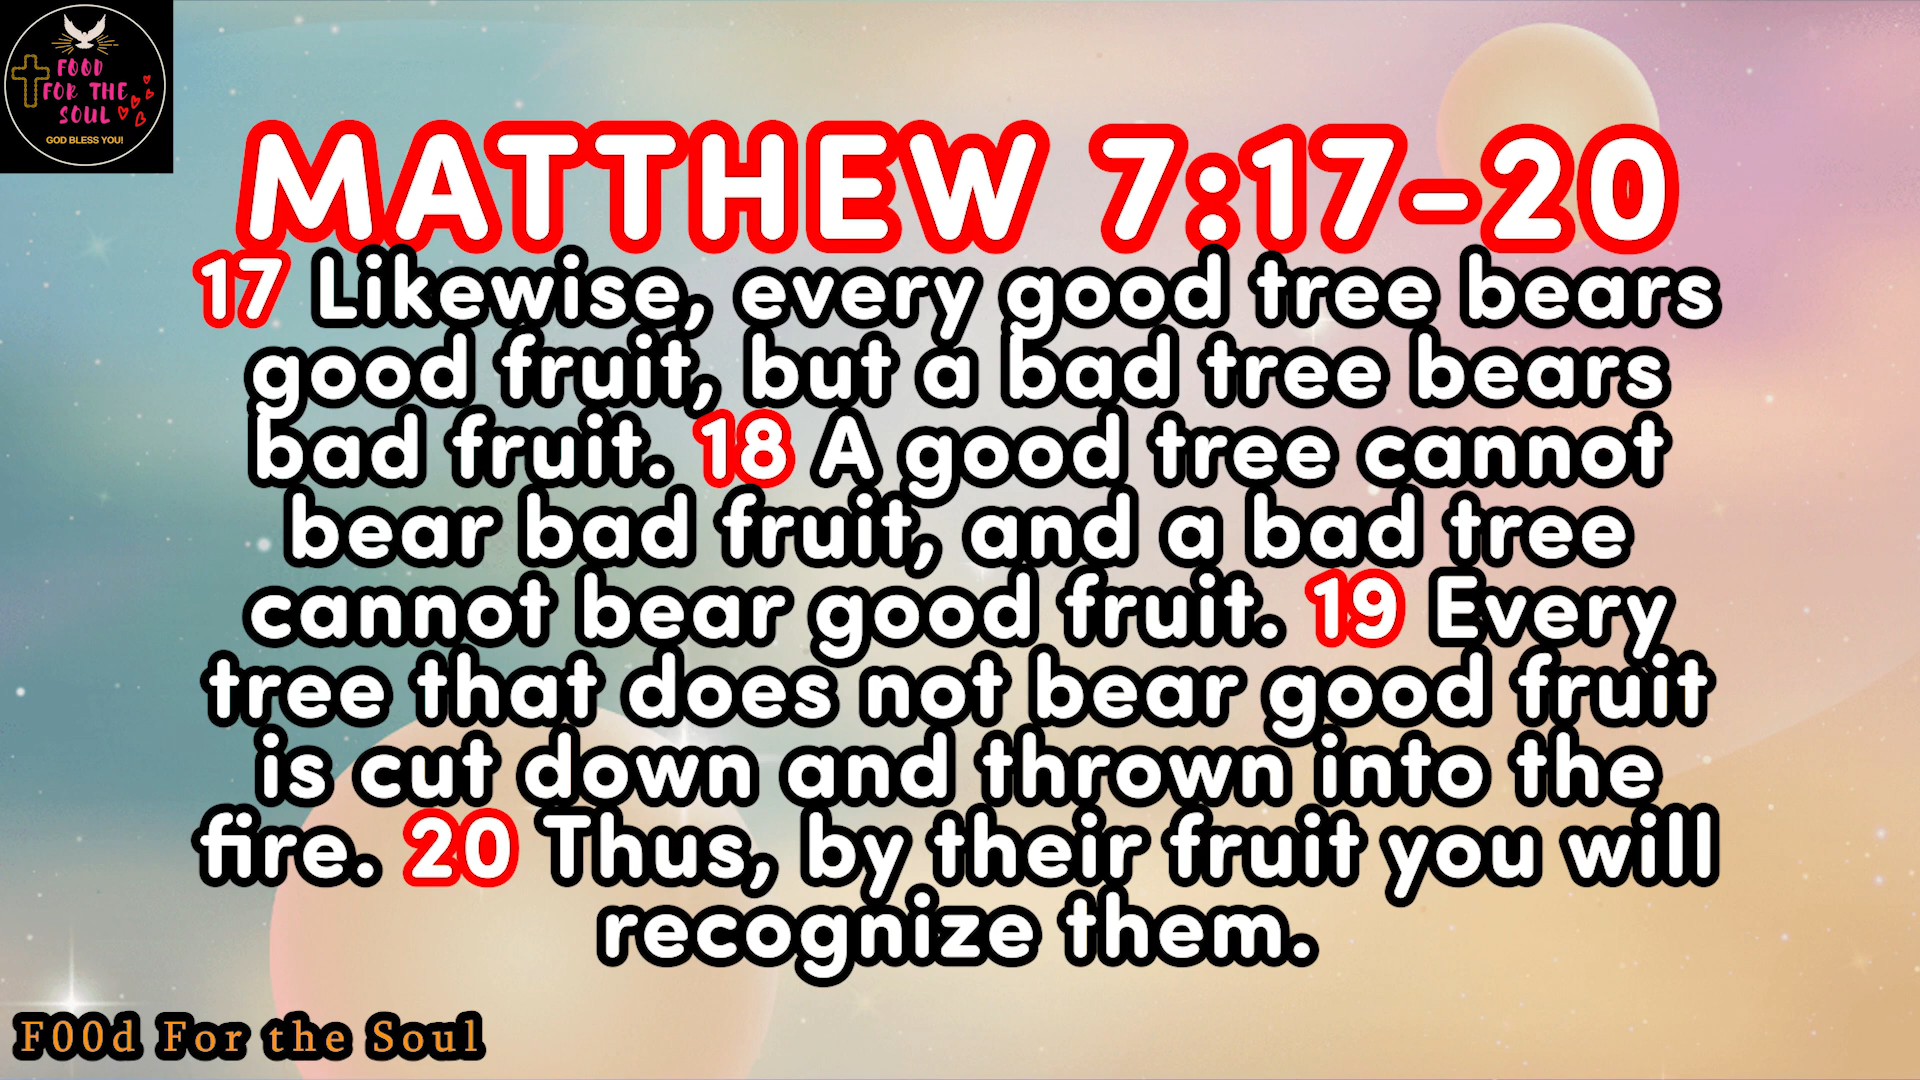 FOOD
FOR THE
SOUL
GOD BLESS YOU!
MATTHEW 7:17-20
17 Likewise, every good tree bears
good fruit, but a bad tree bears
bad fruit. 18 A good tree cannot
bear bad fruit, and a bad tree
cannot bear good fruit. 19 Every
tree that does not bear good fruit
is cut down and thrown into the
fire. 20 Thus, by their fruit you will
recognize them.
F00d For the Soul